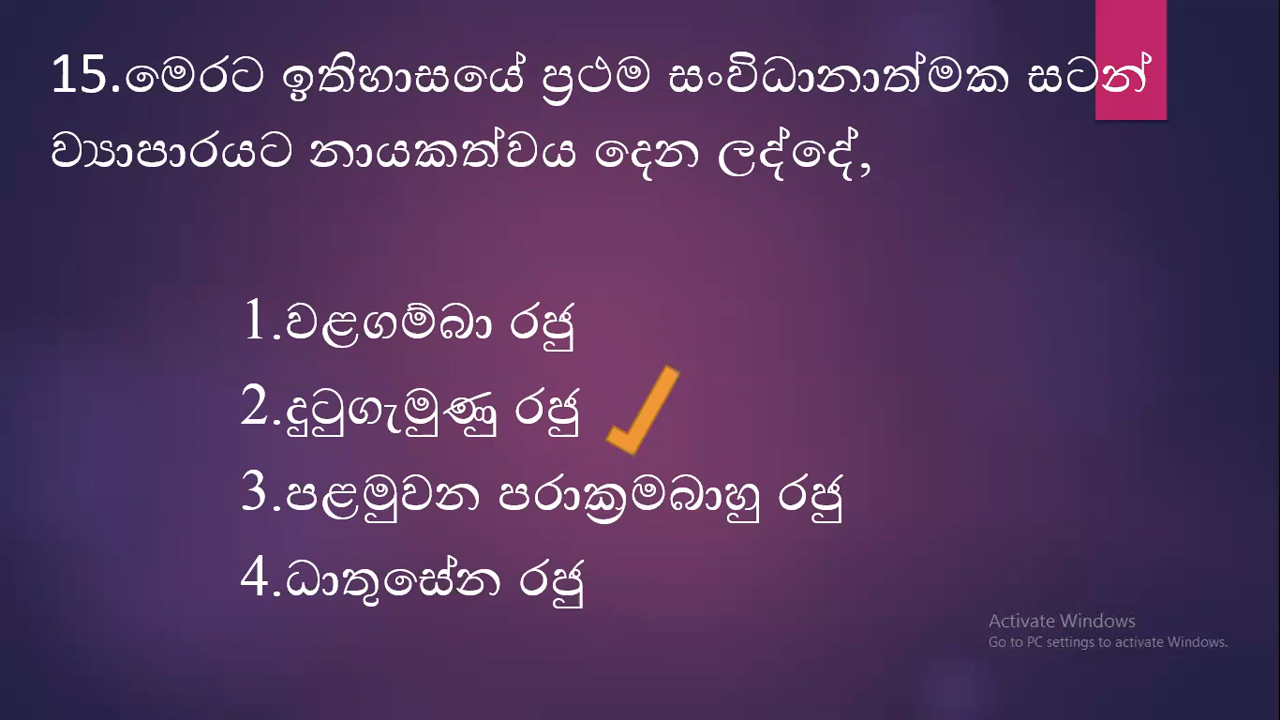 15.මෙරට ඉතිහාසයේ ප්‍රථම සංවිධානාත්මක සටන්
ව්‍යාපාරයට නායකත්වය දෙන ලද්දේ,
1.වළගම්බා රජු
2.දුටුගැමුණු රජු
3.පළමුවන පරාක්‍රමබාහු රජු
4.ධාතුසේන රජු
Activate Windows
Go to PC settings to activate Windows.